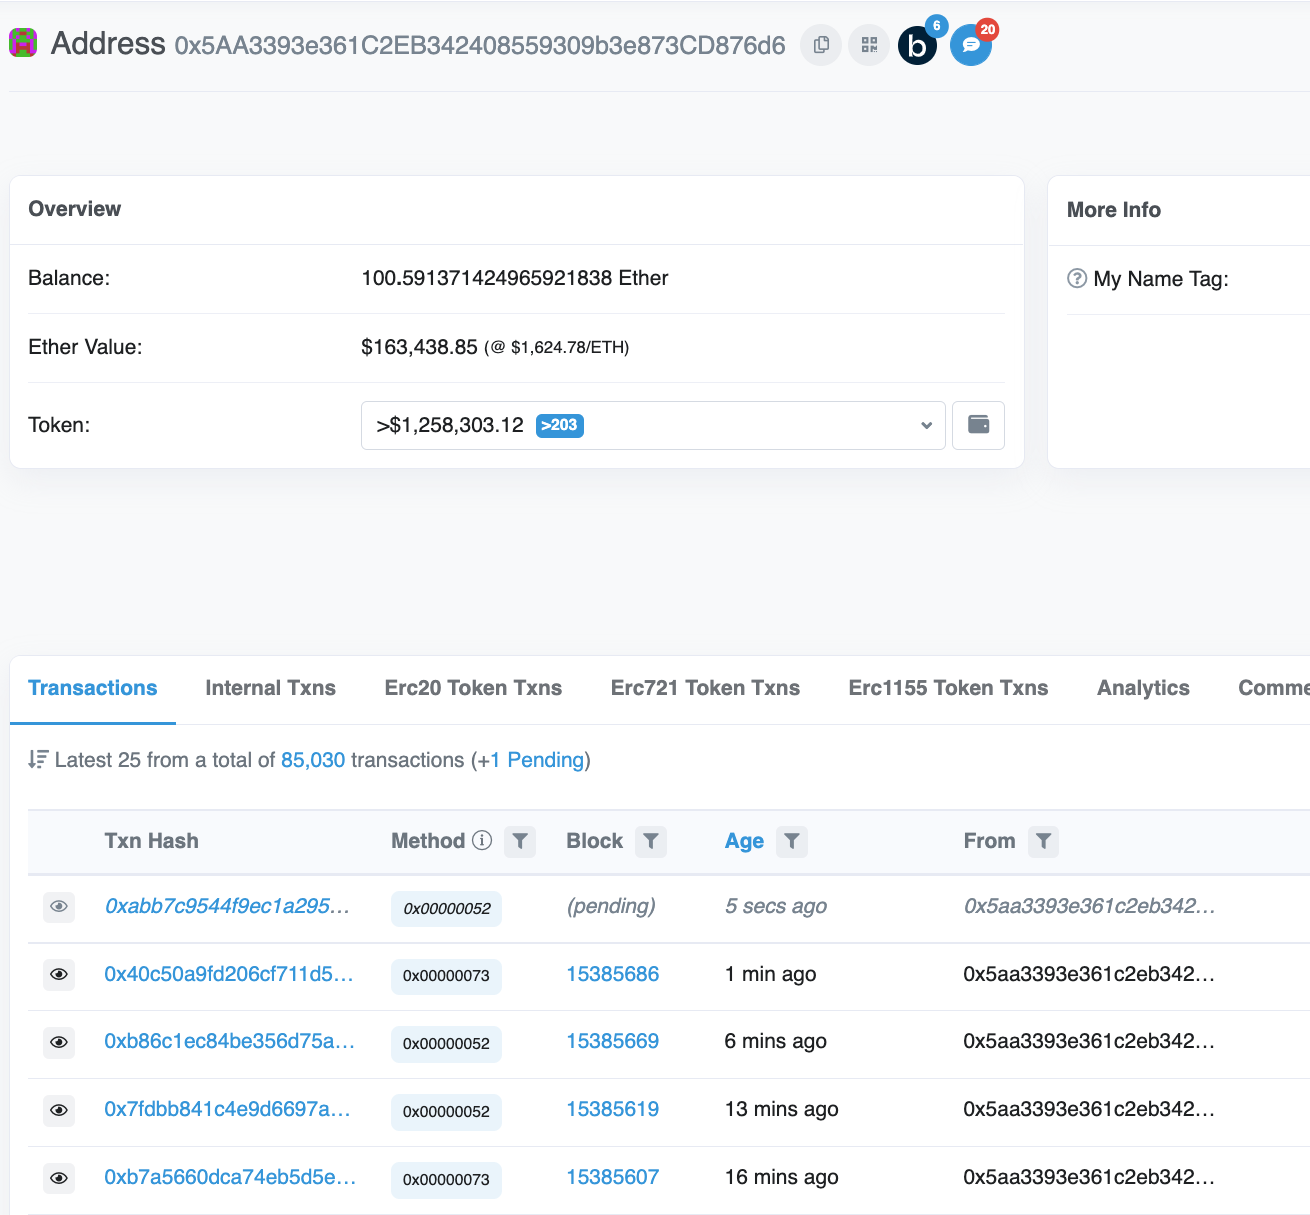 Address 0x5AA3393e361C2EB342408559309b3e873CD876d6 b 6 20
Overview
Balance: 100.591371424965921838 Ether
Ether Value: $163,438.85 (@ $1,624.78/ETH)
Token: >$1,258,303.12 >203
More Info
My Name Tag:
Transactions Internal Txns Erc20 Token Txns Erc721 Token Txns Erc1155 Token Txns Analytics Comme
Latest 25 from a total of 85,030 transactions (+1 Pending)
Txn Hash Method Block Age From
0xabb7c9544f9ec1a295... 0x00000052 (pending) 5 secs ago 0x5aa3393e361c2eb342...
0x40c50a9fd206cf711d5... 0x00000073 15385686 1 min ago 0x5aa3393e361c2eb342...
0xb86c1ec84be356d75a... 0x00000052 15385669 6 mins ago 0x5aa3393e361c2eb342...
0x7fdbb841c4e9d6697a... 0x00000052 15385619 13 mins ago 0x5aa3393e361c2eb342...
0xb7a5660dca74eb5d5e... 0x00000073 15385607 16 mins ago 0x5aa3393e361c2eb342...